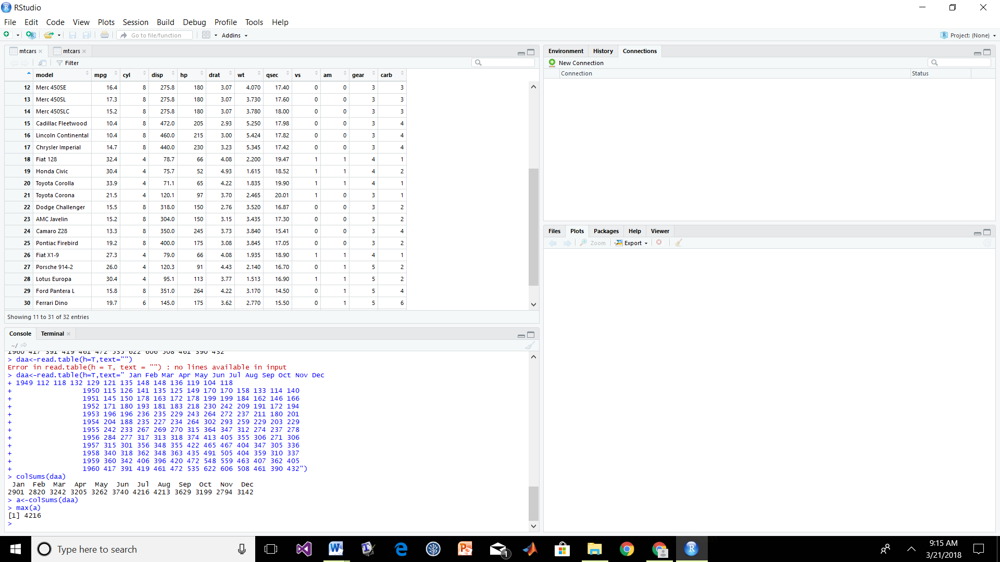 RStudio
File Edit Code View Plots Session Build Debug Profile Tools Help
Go to file/function Addins Project: (None)
mtcars mtcars
Filter
model mpg cyl disp hp drat wt qsec vs am gear carb
12 Merc 450SE 16.4 8 275.8 180 3.07 4.070 17.40 0 0 3 3
13 Merc 450SL 17.3 8 275.8 180 3.07 3.730 17.60 0 0 3 3
14 Merc 450SLC 15.2 8 275.8 180 3.07 3.780 18.00 0 0 3 3
15 Cadillac Fleetwood 10.4 8 472.0 205 2.93 5.250 17.98 0 0 3 4
16 Lincoln Continental 10.4 8 460.0 215 3.00 5.424 17.82 0 0 3 4
17 Chrysler Imperial 14.7 8 440.0 230 3.23 5.345 17.42 0 0 3 4
18 Fiat 128 32.4 4 78.7 66 4.08 2.200 19.47 1 1 4 1
19 Honda Civic 30.4 4 75.7 52 4.93 1.615 18.52 1 1 4 2
20 Toyota Corolla 33.9 4 71.1 65 4.22 1.835 19.90 1 1 4 1
21 Toyota Corona 21.5 4 120.1 97 3.70 2.465 20.01 1 0 3 1
22 Dodge Challenger 15.5 8 318.0 150 2.76 3.520 16.87 0 0 3 2
23 AMC Javelin 15.2 8 304.0 150 3.15 3.435 17.30 0 0 3 2
24 Camaro Z28 13.3 8 350.0 245 3.73 3.840 15.41 0 0 3 4
25 Pontiac Firebird 19.2 8 400.0 175 3.08 3.845 17.05 0 0 3 2
26 Fiat X1-9 27.3 4 79.0 66 4.08 1.935 18.90 1 1 4 1
27 Porsche 914-2 26.0 4 120.3 91 4.43 2.140 16.70 0 1 5 2
28 Lotus Europa 30.4 4 95.1 113 3.77 1.513 16.90 1 1 5 2
29 Ford Pantera L 15.8 8 351.0 264 4.22 3.170 14.50 0 1 5 4
30 Ferrari Dino 19.7 6 145.0 175 3.62 2.770 15.50 0 1 5 6
Showing 11 to 31 of 32 entries
Console Terminal
~/
1960 417 391 419 461 472 535 622 606 508 461 390 432
> daa<-read.table(h=T,text="")
Error in read.table(h = T, text = "") : no lines available in input
> daa<-read.table(h=T,text=" Jan Feb Mar Apr May Jun Jul Aug Sep Oct Nov Dec
+ 1949 112 118 132 129 121 135 148 148 136 119 104 118
+ 1950 115 126 141 135 125 149 170 170 158 133 114 140
+ 1951 145 150 178 163 172 178 199 199 184 162 146 166
+ 1952 171 180 193 181 183 218 230 242 209 191 172 194
+ 1953 196 196 236 235 229 243 264 272 237 211 180 201
+ 1954 204 188 235 227 234 264 302 293 259 229 203 229
+ 1955 242 233 267 269 270 315 364 347 312 274 237 278
+ 1956 284 277 317 313 318 374 413 405 355 306 271 306
+ 1957 315 301 356 348 355 422 465 467 404 347 305 336
+ 1958 340 318 362 348 363 435 491 505 404 359 310 337
+ 1959 360 342 406 396 420 472 548 559 463 407 362 405
+ 1960 417 391 419 461 472 535 622 606 508 461 390 432")
> colSums(daa)
Jan Feb Mar Apr May Jun Jul Aug Sep Oct Nov Dec
2901 2820 3242 3205 3262 3740 4216 4213 3629 3199 2794 3142
> a<-colSums(daa)
> max(a)
[1] 4216
>
Environment History Connections
New Connection
Connection Status
Files Plots Packages Help Viewer
Zoom Export
Type here to search
1
9:15 AM
3/21/2018